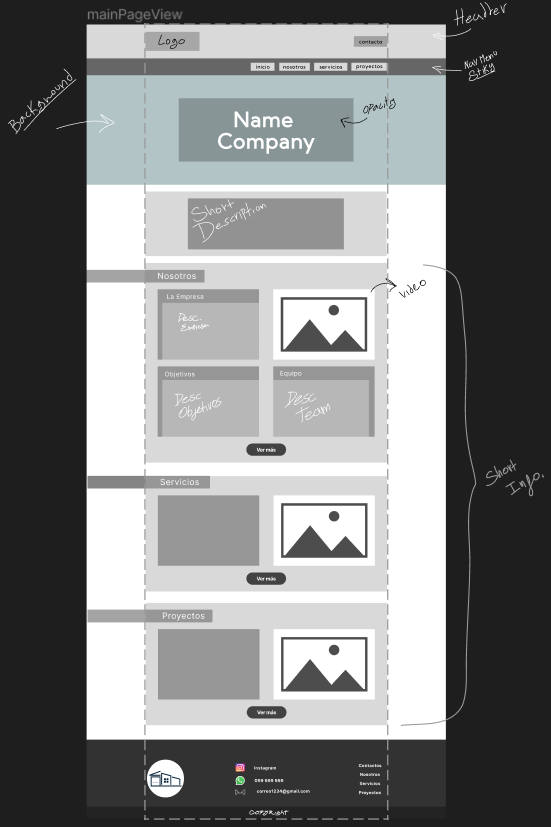 mainPageView
Header
Logo
contacto
Nav Menu
Stky
inicio
nosotros
servicios
proyectos
Background
Name
Company
opacity
Short
Description
Nosotros
Video
La Empresa
Desc.
Empresa
Objetivos
Desc
Objetivos
Equipo
Desc
Team
Ver más
Short
Info.
Servicios
Ver más
Proyectos
Ver más
Instagram
099 999 999
correo1234@gmail.com
Contactos
Nosotros
Servicios
Proyectos
COPYRIGHT